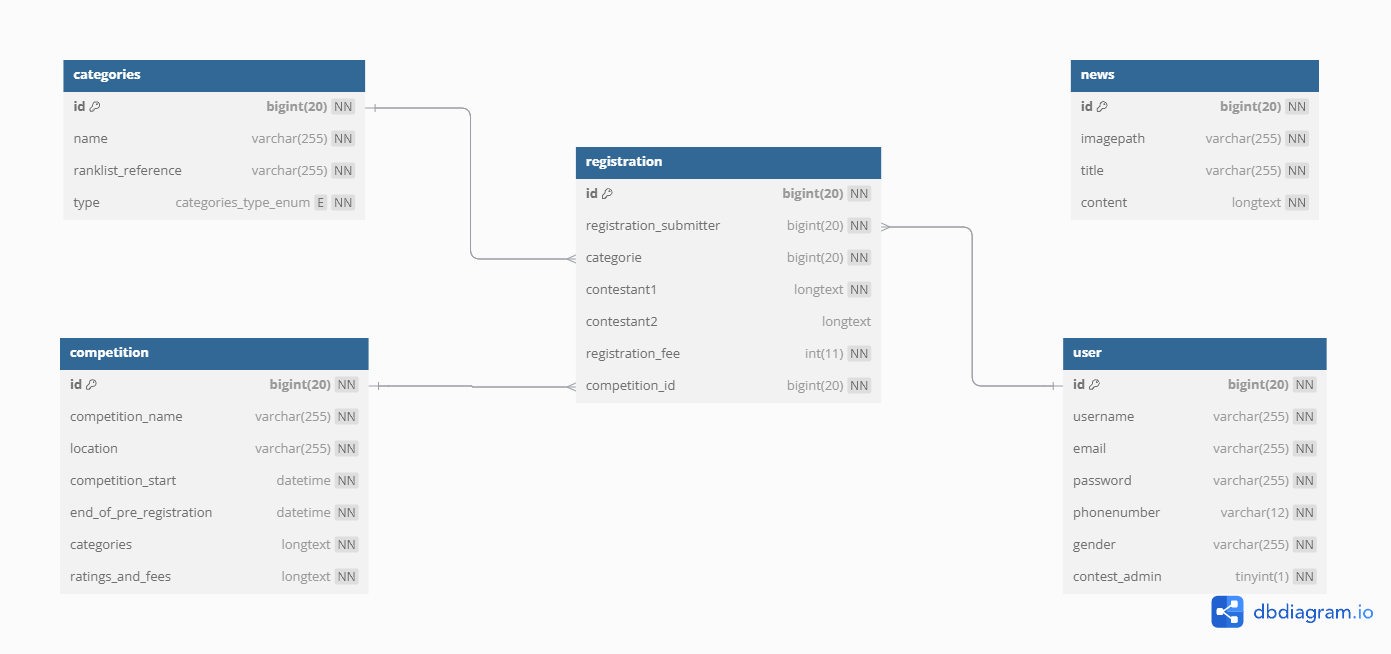 categories
id bigint(20) NN
name varchar(255) NN
ranklist_reference varchar(255) NN
type categories_type_enum E NN
news
id bigint(20) NN
imagepath varchar(255) NN
title varchar(255) NN
content longtext NN
registration
id bigint(20) NN
registration_submitter bigint(20) NN
categorie bigint(20) NN
contestant1 longtext NN
contestant2 longtext
registration_fee int(11) NN
competition_id bigint(20) NN
competition
id bigint(20) NN
competition_name varchar(255) NN
location varchar(255) NN
competition_start datetime NN
end_of_pre_registration datetime NN
categories longtext NN
ratings_and_fees longtext NN
user
id bigint(20) NN
username varchar(255) NN
email varchar(255) NN
password varchar(255) NN
phonenumber varchar(12) NN
gender varchar(255) NN
contest_admin tinyint(1) NN
dbdiagram.io